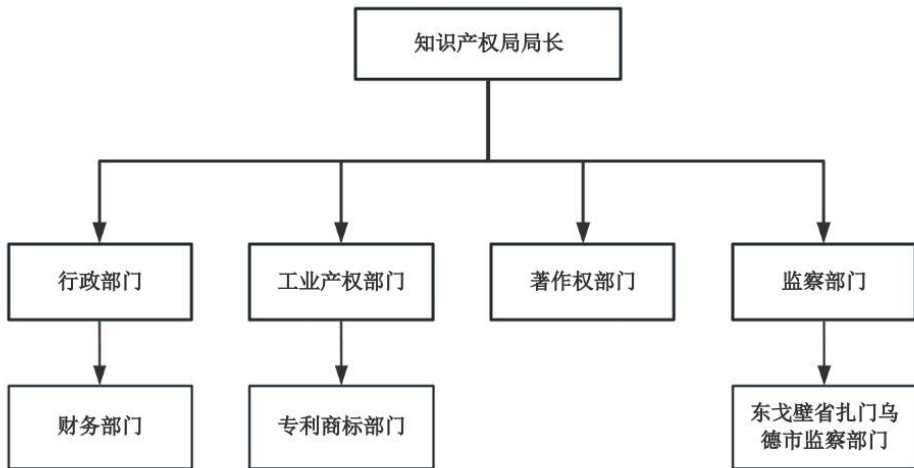 知识产权局局长
行政部门
工业产权部门
著作权部门
监察部门
财务部门
专利商标部门
东戈壁省扎门乌
德市监察部门